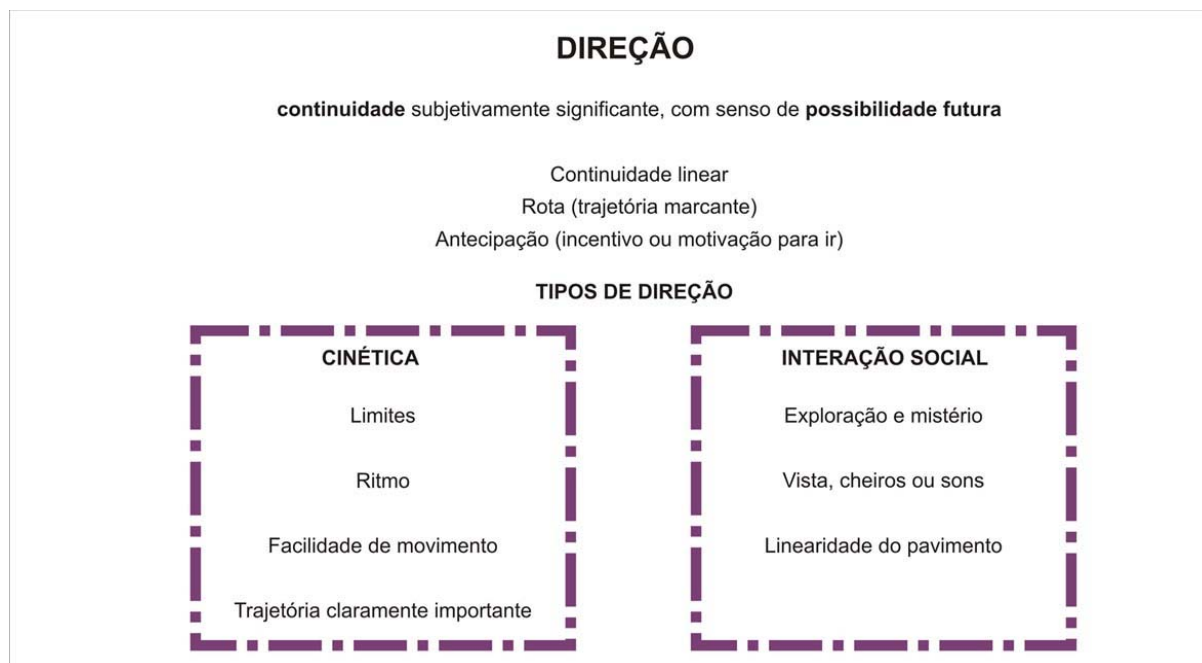 DIREÇÃO
continuidade subjetivamente significante, com senso de possibilidade futura
Continuidade linear
Rota (trajetória marcante)
Antecipação (incentivo ou motivação para ir)
TIPOS DE DIREÇÃO
CINÉTICA
Limites
Ritmo
Facilidade de movimento
Trajetória claramente importante
INTERAÇÃO SOCIAL
Exploração e mistério
Vista, cheiros ou sons
Linearidade do pavimento